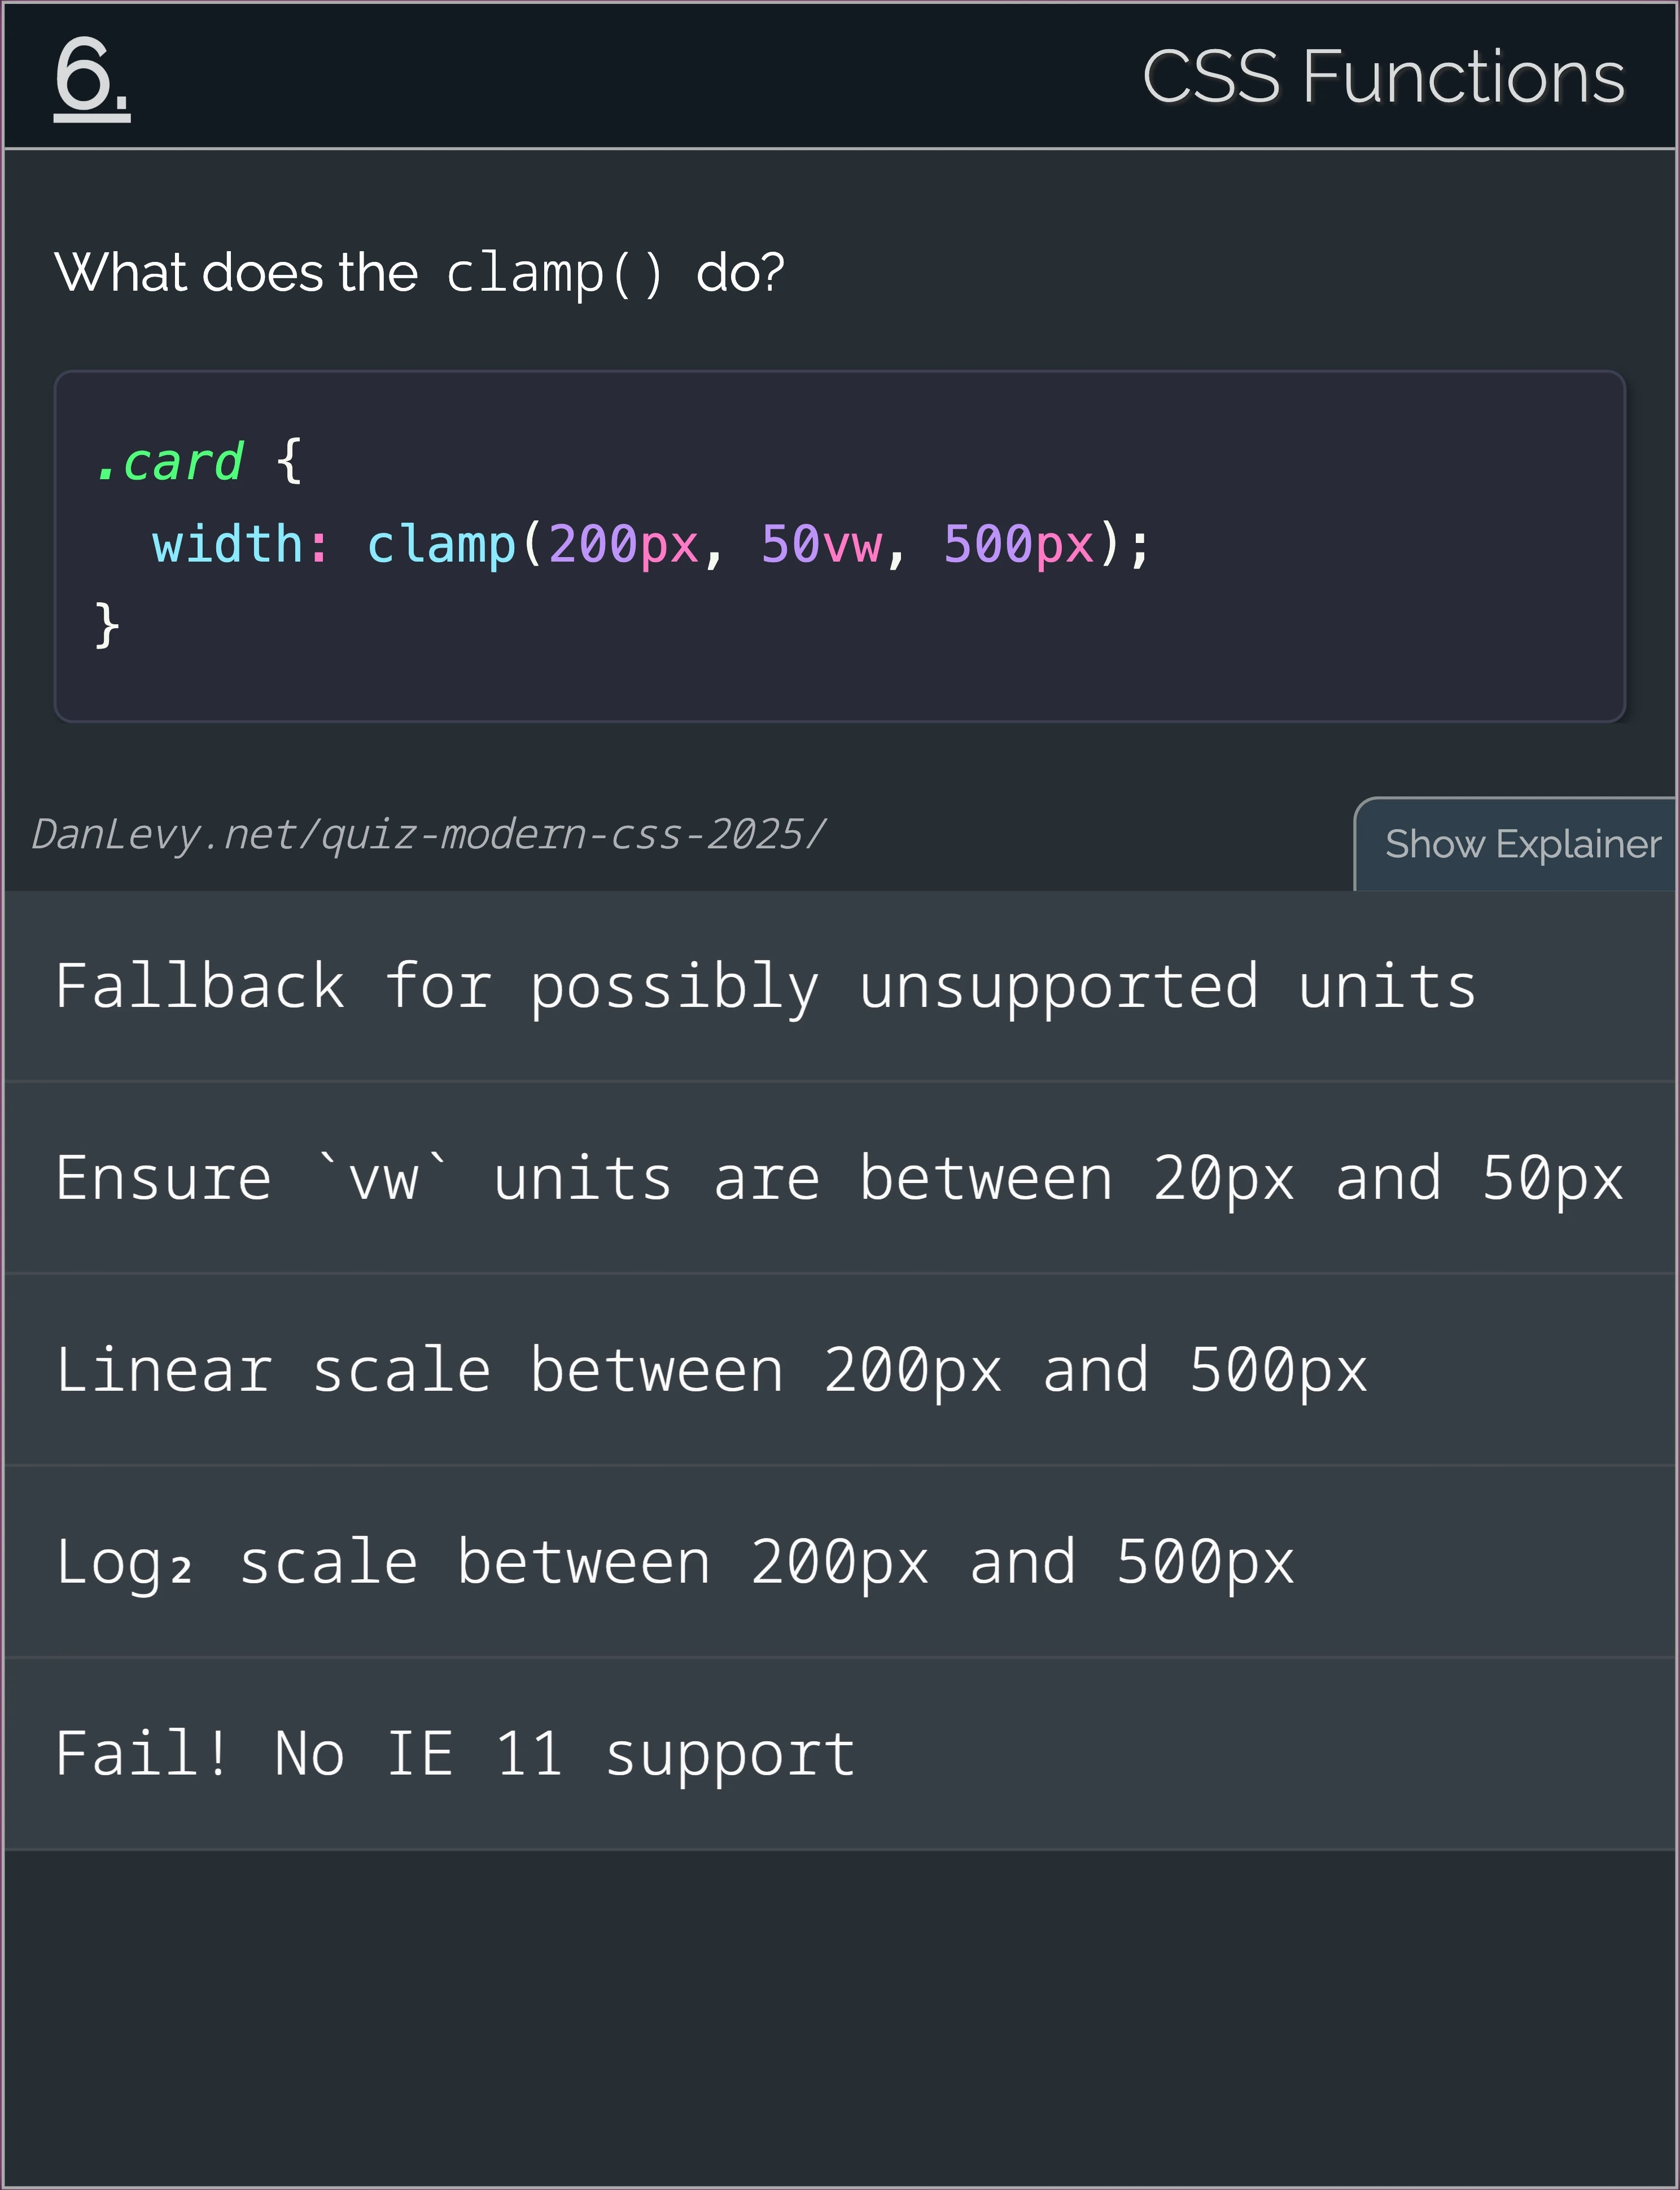 6.
CSS Functions
What does the clamp() do?
.card {
  width: clamp(200px, 50vw, 500px);
}
DanLevy.net/quiz-modern-css-2025/
Show Explainer
Fallback for possibly unsupported units
Ensure `vw` units are between 20px and 50px
Linear scale between 200px and 500px
Log₂ scale between 200px and 500px
Fail! No IE 11 support